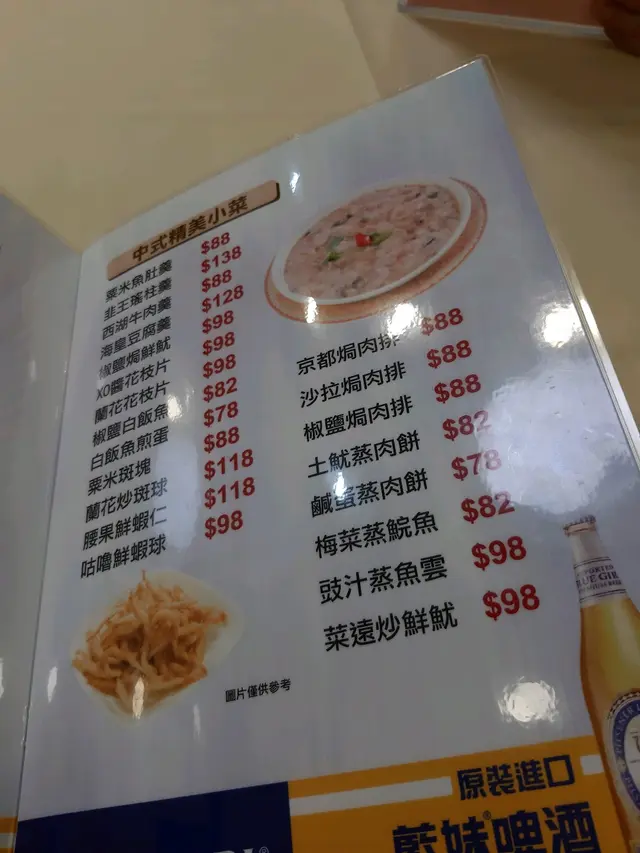 中式精美小菜
粟米魚肚羹 $88
韭王瑤柱羹 $138
西湖牛肉羹 $88
海皇豆腐羹 $128
椒鹽焗鮮魷 $98
XO醬花枝片 $98
蘭花花枝片 $98
椒鹽白飯魚 $82
白飯魚煎蛋 $78
粟米斑塊 $88
蘭花炒斑球 $118
腰果鮮蝦仁 $118
咕嚕鮮蝦球 $98
京都焗肉排 $88
沙拉焗肉排 $88
椒鹽焗肉排 $88
土魷蒸肉餅 $82
鹹蛋蒸肉餅 $78
梅菜蒸鯇魚 $82
豉汁蒸魚雲 $98
菜遠炒鮮魷 $98
圖片僅供參考
原裝進口
藍妹®啤酒